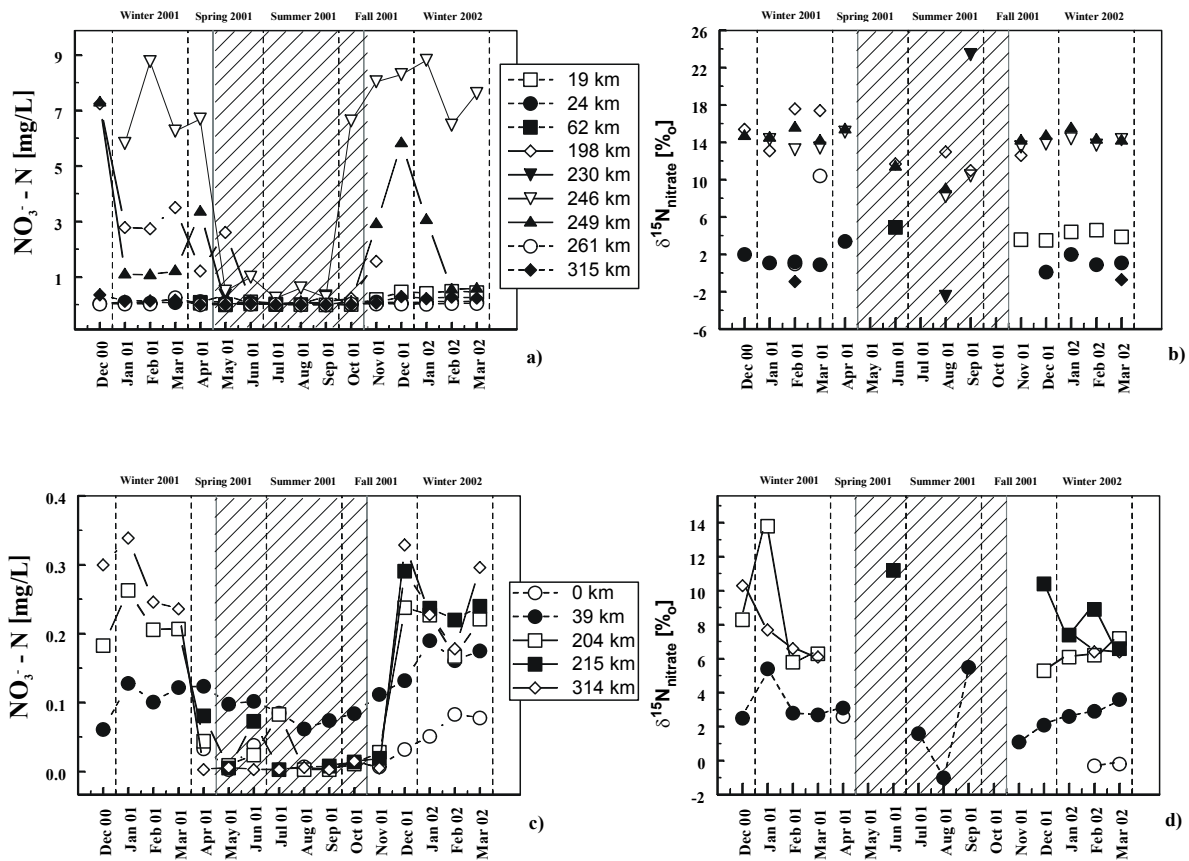 Winter 2001 Spring 2001 Summer 2001 Fall 2001 Winter 2002
NO₃⁻ - N [mg/L]
9
7
5
3
1
Dec 00 Jan 01 Feb 01 Mar 01 Apr 01 May 01 Jun 01 Jul 01 Aug 01 Sep 01 Oct 01 Nov 01 Dec 01 Jan 02 Feb 02 Mar 02
a)
19 km
24 km
62 km
198 km
230 km
246 km
249 km
261 km
315 km
Winter 2001 Spring 2001 Summer 2001 Fall 2001 Winter 2002
δ¹⁵N nitrate [‰]
26
22
18
14
10
6
2
-2
-6
Dec 00 Jan 01 Feb 01 Mar 01 Apr 01 May 01 Jun 01 Jul 01 Aug 01 Sep 01 Oct 01 Nov 01 Dec 01 Jan 02 Feb 02 Mar 02
b)
Winter 2001 Spring 2001 Summer 2001 Fall 2001 Winter 2002
NO₃⁻ - N [mg/L]
0.4
0.3
0.2
0.1
0.0
Dec 00 Jan 01 Feb 01 Mar 01 Apr 01 May 01 Jun 01 Jul 01 Aug 01 Sep 01 Oct 01 Nov 01 Dec 01 Jan 02 Feb 02 Mar 02
c)
0 km
39 km
204 km
215 km
314 km
Winter 2001 Spring 2001 Summer 2001 Fall 2001 Winter 2002
δ¹⁵N nitrate [‰]
14
12
10
8
6
4
2
0
-2
Dec 00 Jan 01 Feb 01 Mar 01 Apr 01 May 01 Jun 01 Jul 01 Aug 01 Sep 01 Oct 01 Nov 01 Dec 01 Jan 02 Feb 02 Mar 02
d)